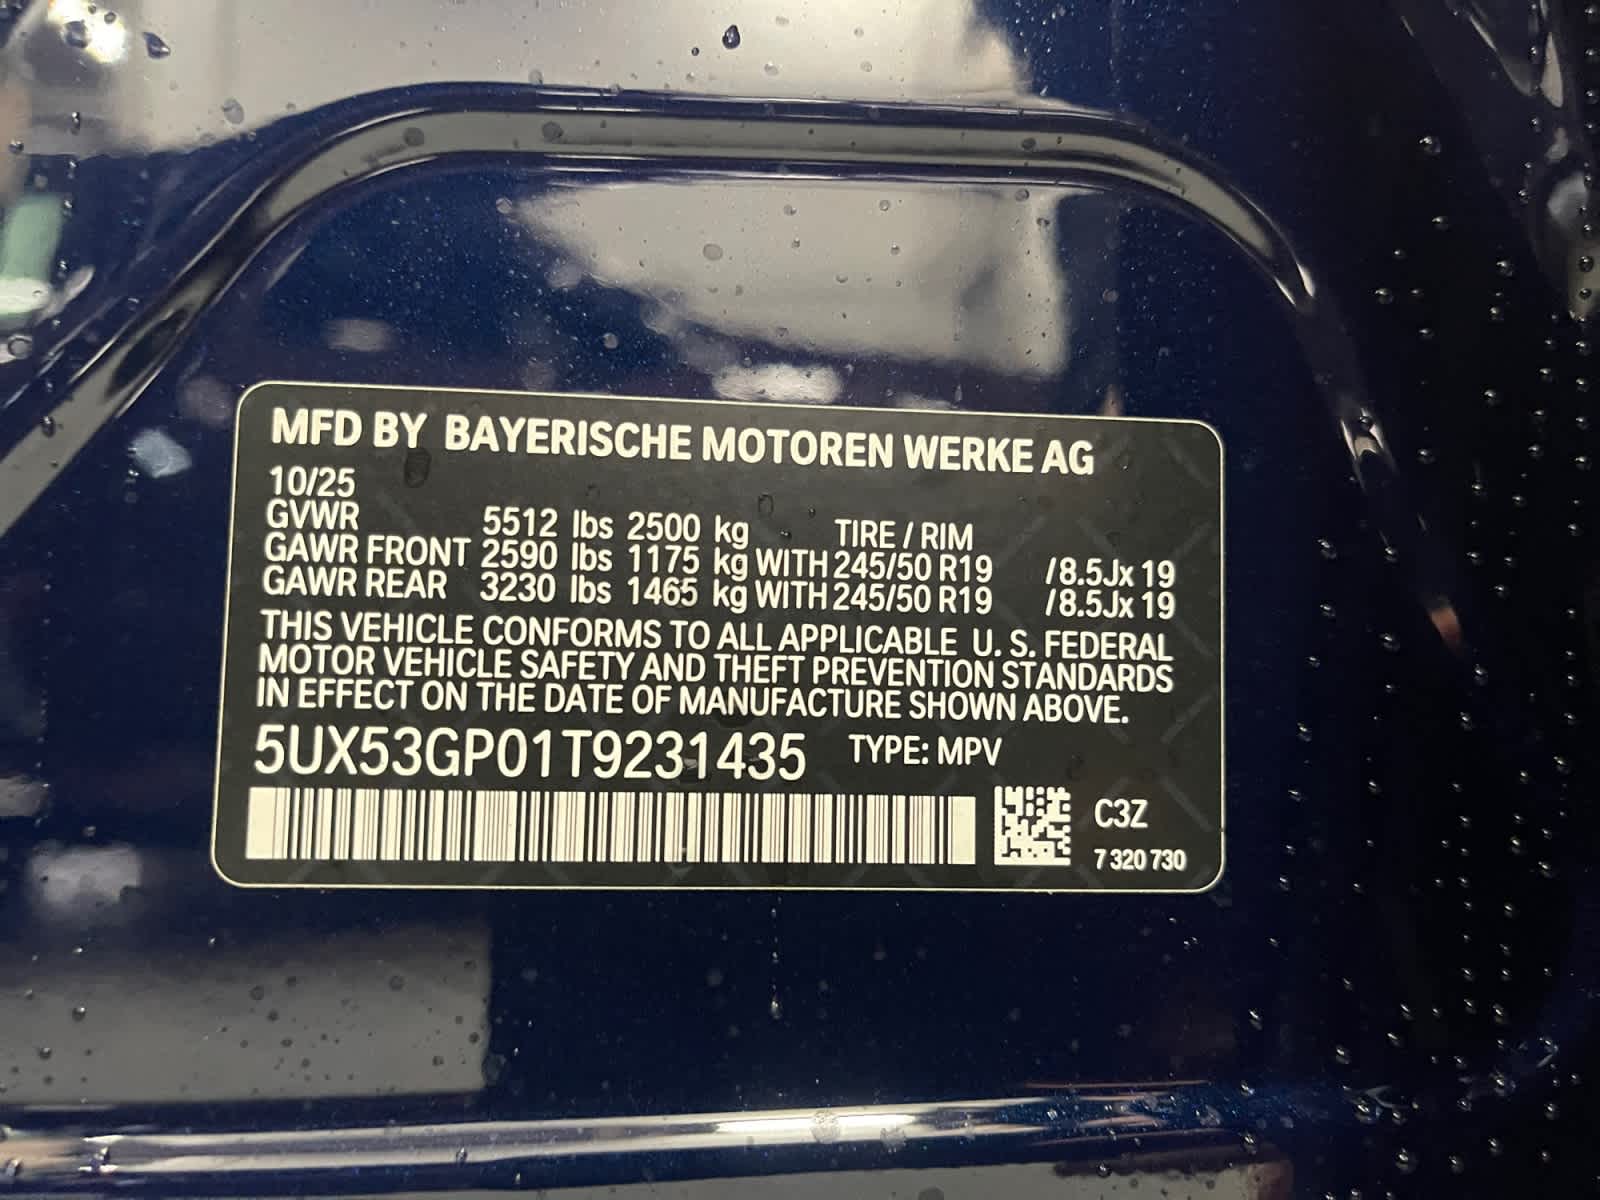 MFD BY BAYERISCHE MOTOREN WERKE AG
10/25
GVWR 5512 lbs 2500 kg TIRE / RIM
GAWR FRONT 2590 lbs 1175 kg WITH 245/50 R19 / 8.5Jx 19
GAWR REAR 3230 lbs 1465 kg WITH 245/50 R19 / 8.5Jx 19
THIS VEHICLE CONFORMS TO ALL APPLICABLE U. S. FEDERAL
MOTOR VEHICLE SAFETY AND THEFT PREVENTION STANDARDS
IN EFFECT ON THE DATE OF MANUFACTURE SHOWN ABOVE.
5UX53GP01T9231435 TYPE: MPV
C3Z
7 320 730